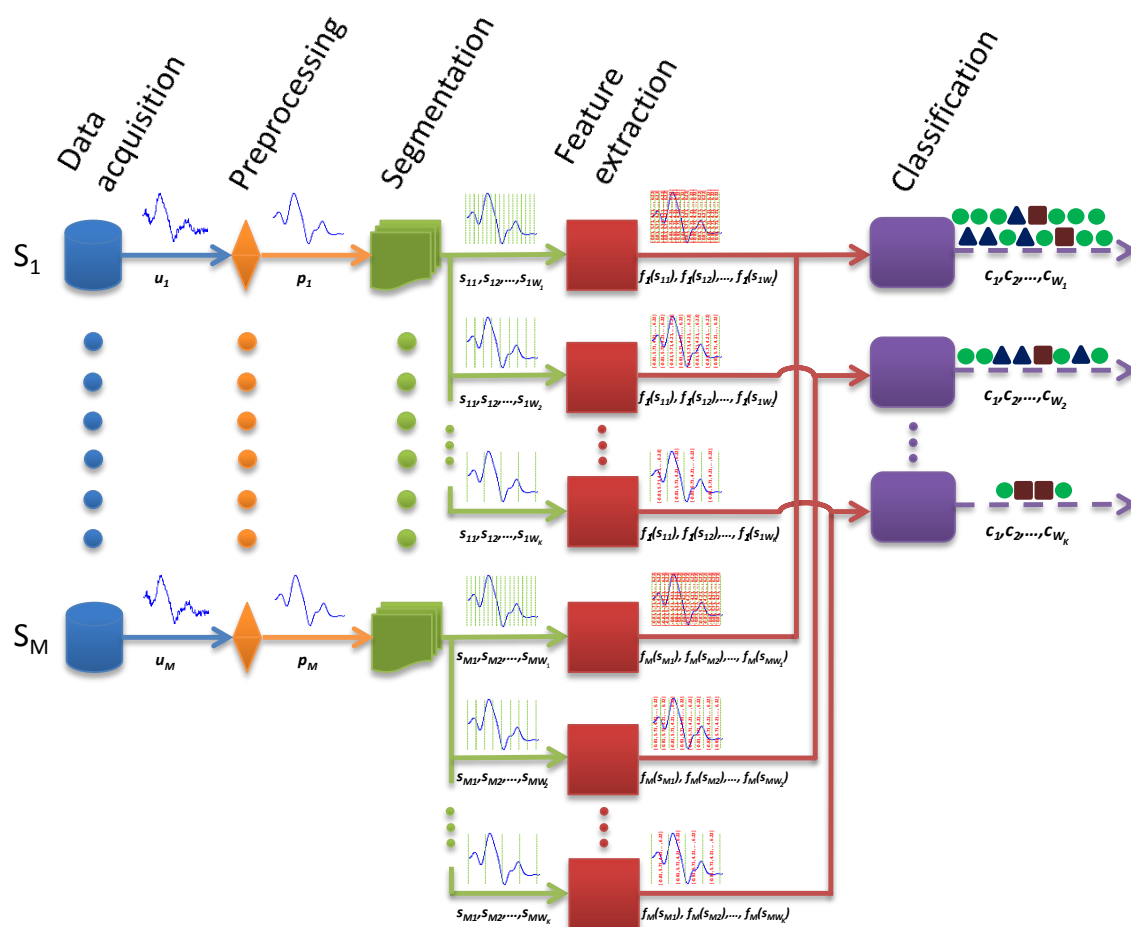 Data
acquisition
Preprocessing
Segmentation
Feature
extraction
Classification
S1
u1
p1
s11,s12,...,s1W1
f1(s11), f1(s12),..., f1(s1W1)
c1,c2,...,cW1
s11,s12,...,s1W2
f1(s11), f1(s12),..., f1(s1W2)
c1,c2,...,cW2
s11,s12,...,s1WK
f1(s11), f1(s12),..., f1(s1WK)
c1,c2,...,cWK
SM
uM
pM
sM1,sM2,...,sMW1
fM(sM1), fM(sM2),..., fM(sMW1)
sM1,sM2,...,sMW2
fM(sM1), fM(sM2),..., fM(sMW2)
sM1,sM2,...,sMWK
fM(sM1), fM(sM2),..., fM(sMWK)